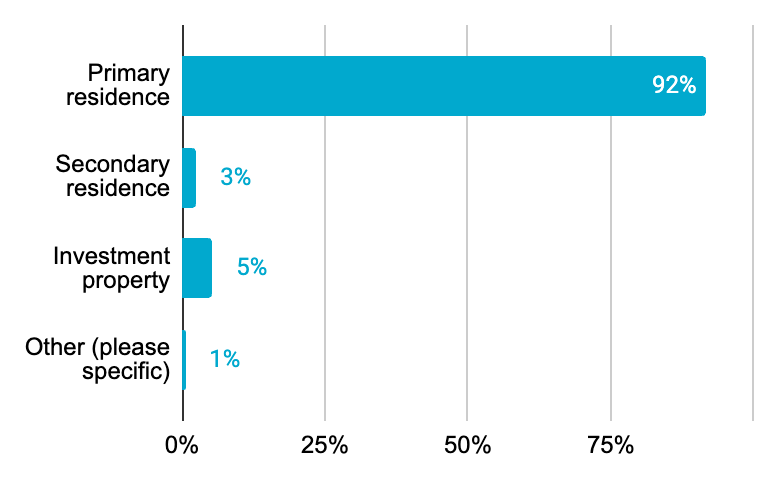 Primary
residence
92%
Secondary
residence
3%
Investment
property
5%
Other (please
specific)
1%
0%
25%
50%
75%